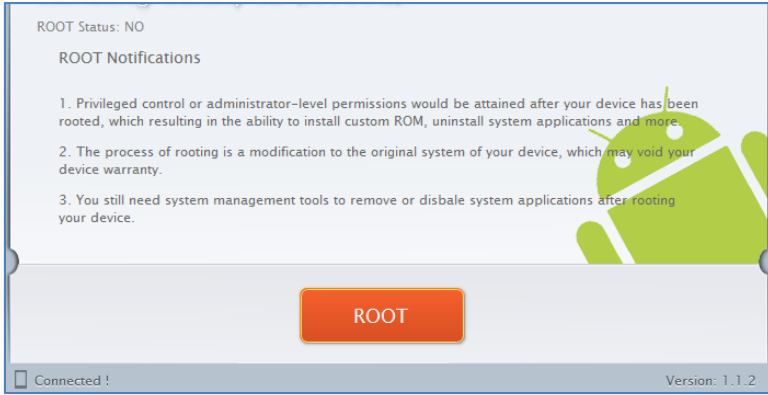 ROOT Status: NO
ROOT Notifications
1. Privileged control or administrator-level permissions would be attained after your device has been
rooted, which resulting in the ability to install custom ROM, uninstall system applications and more.
2. The process of rooting is a modification to the original system of your device, which may void your
device warranty.
3. You still need system management tools to remove or disbale system applications after rooting
your device.
ROOT
Connected !
Version: 1.1.2